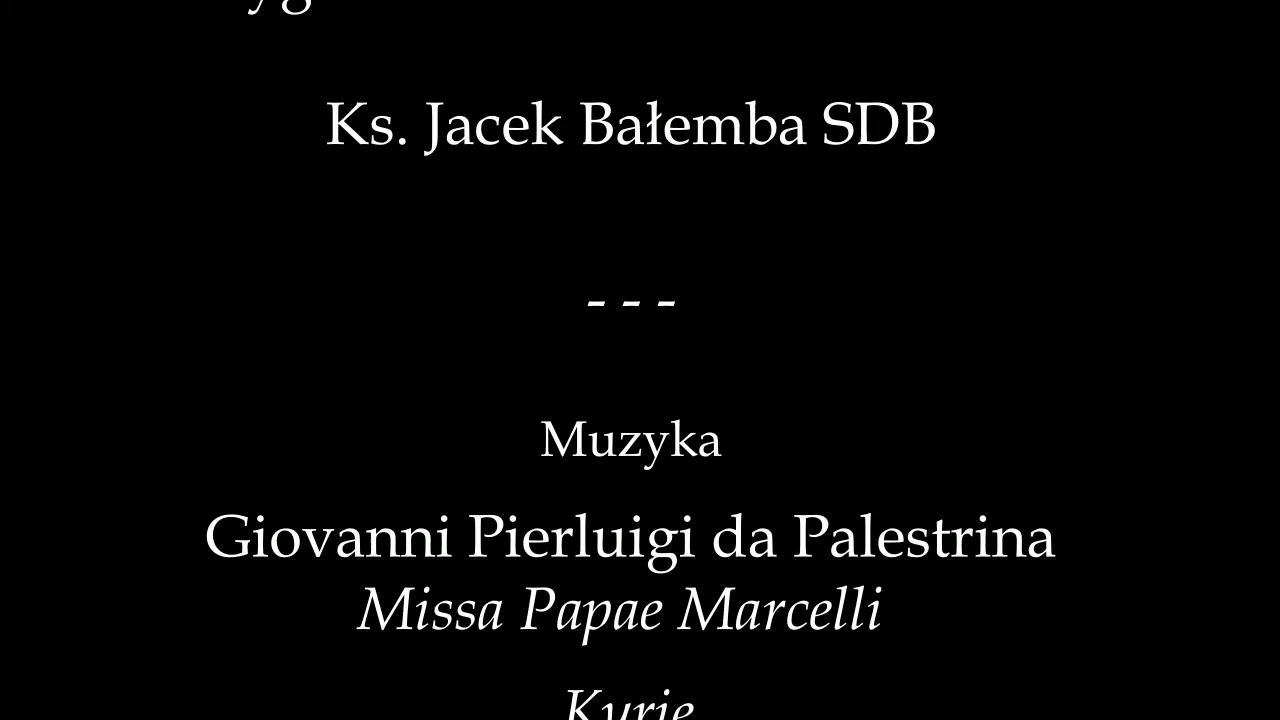 Ks. Jacek Bałemba SDB
- - -
Muzyka
Giovanni Pierluigi da Palestrina
Missa Papae Marcelli
Kyrie